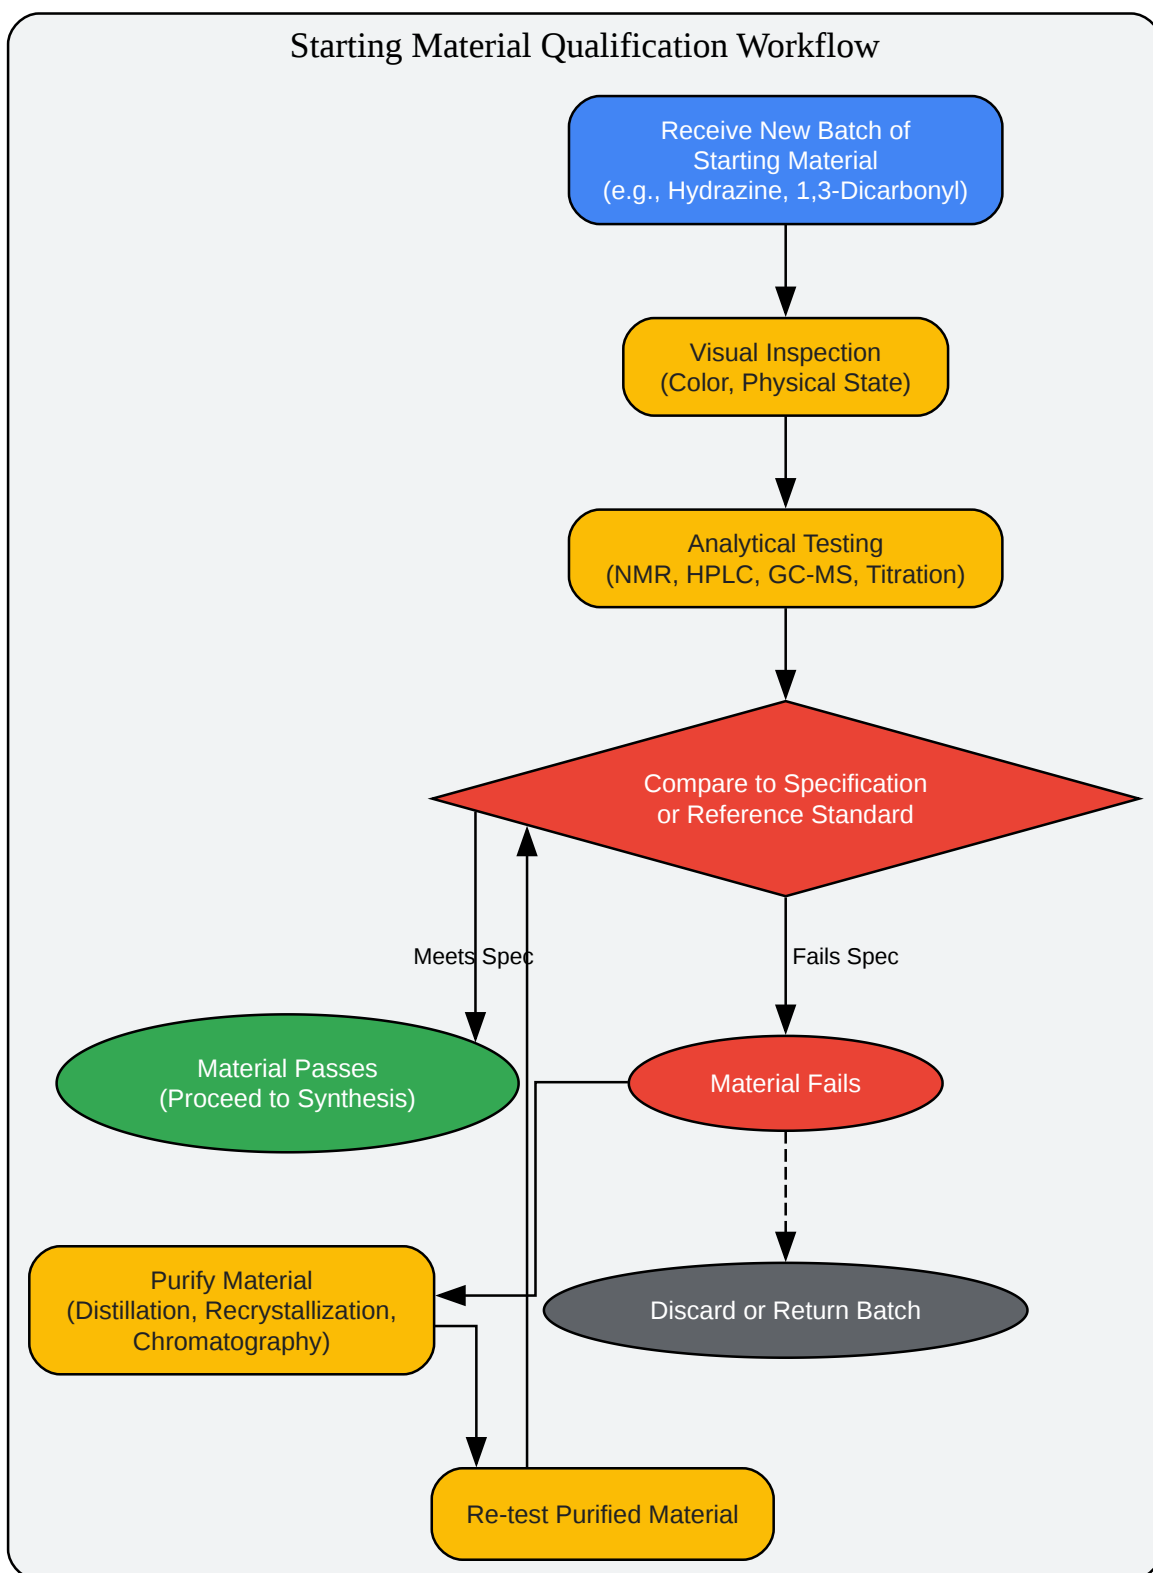 Starting Material Qualification Workflow
Receive New Batch of
Starting Material
(e.g., Hydrazine, 1,3-Dicarbonyl)
Visual Inspection
(Color, Physical State)
Analytical Testing
(NMR, HPLC, GC-MS, Titration)
Compare to Specification
or Reference Standard
Meets Spec
Fails Spec
Material Passes
(Proceed to Synthesis)
Material Fails
Purify Material
(Distillation, Recrystallization,
Chromatography)
Discard or Return Batch
Re-test Purified Material